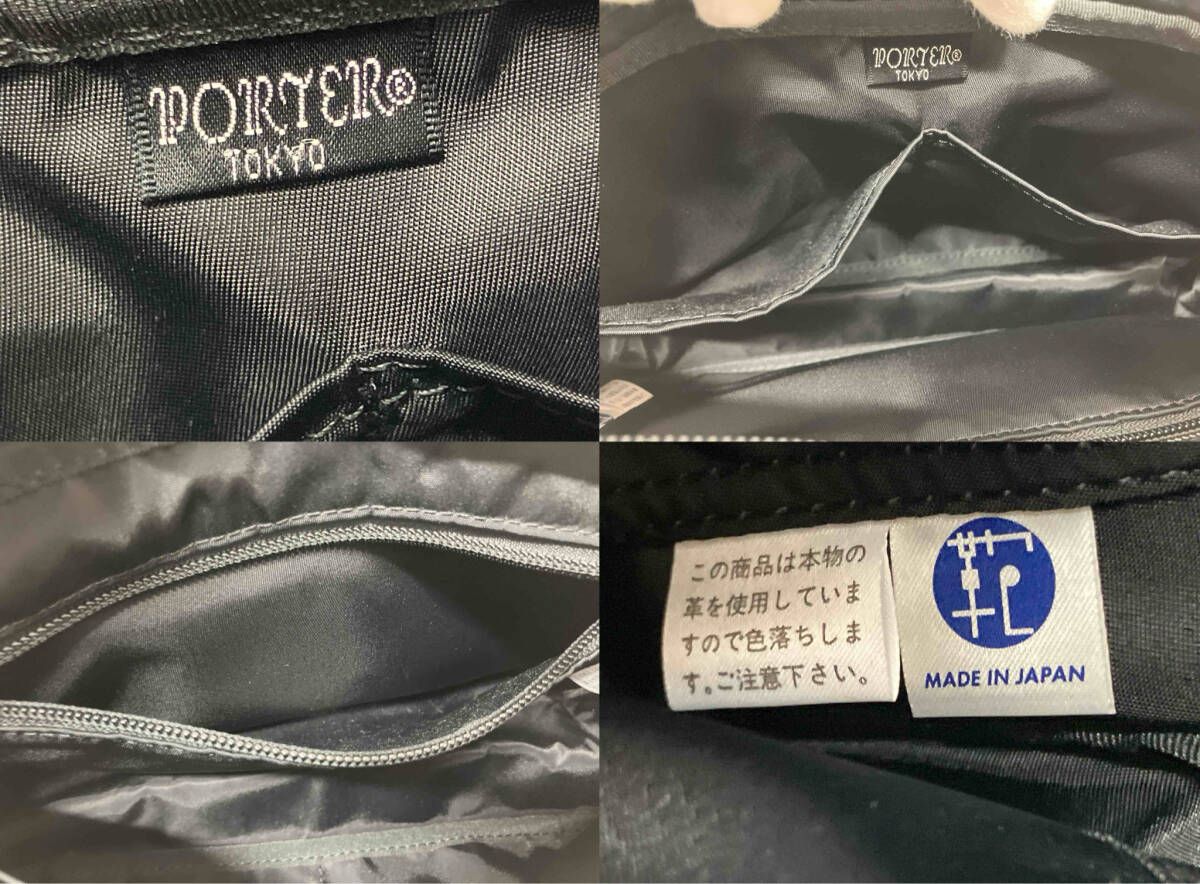 PORTER®
TOKYO
PORTER®
TOKYO
この商品は本物の
革を使用していま
すので色落ちしま
す。ご注意下さい。
MADE IN JAPAN